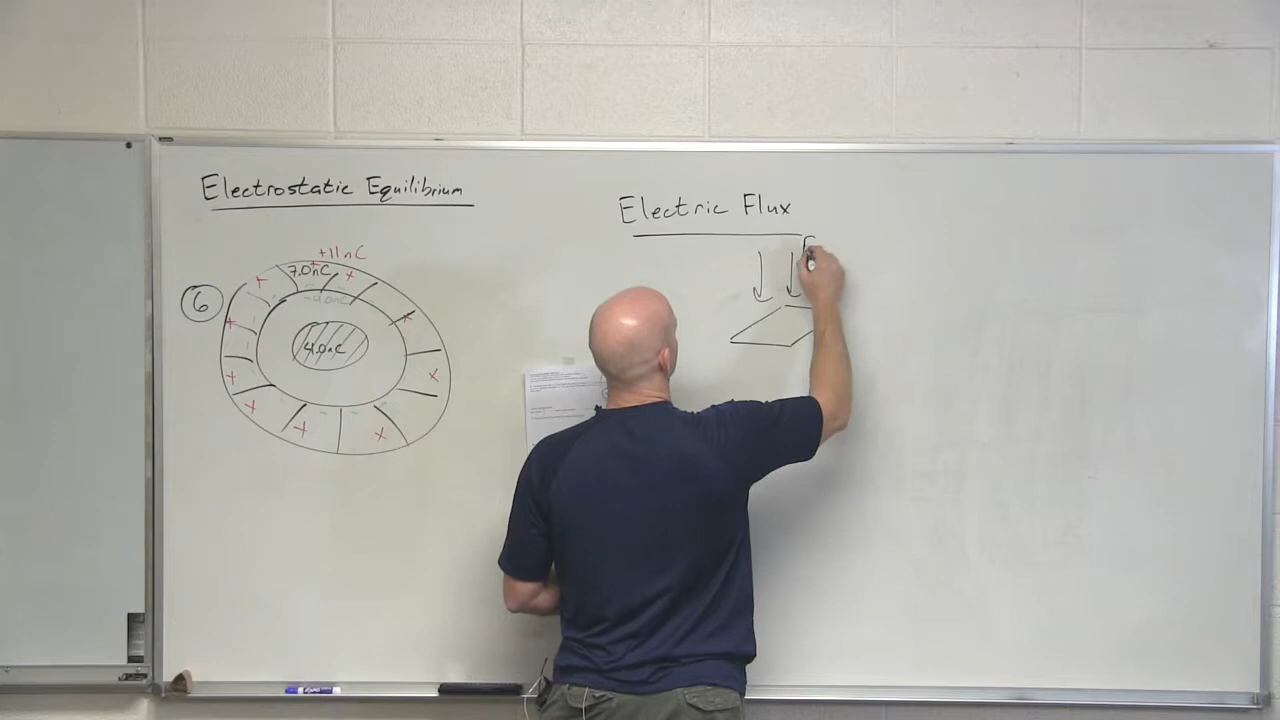 Electrostatic Equilibrium
+11nC
7.0nC
-4.0nC
6
4.0nC
Electric Flux